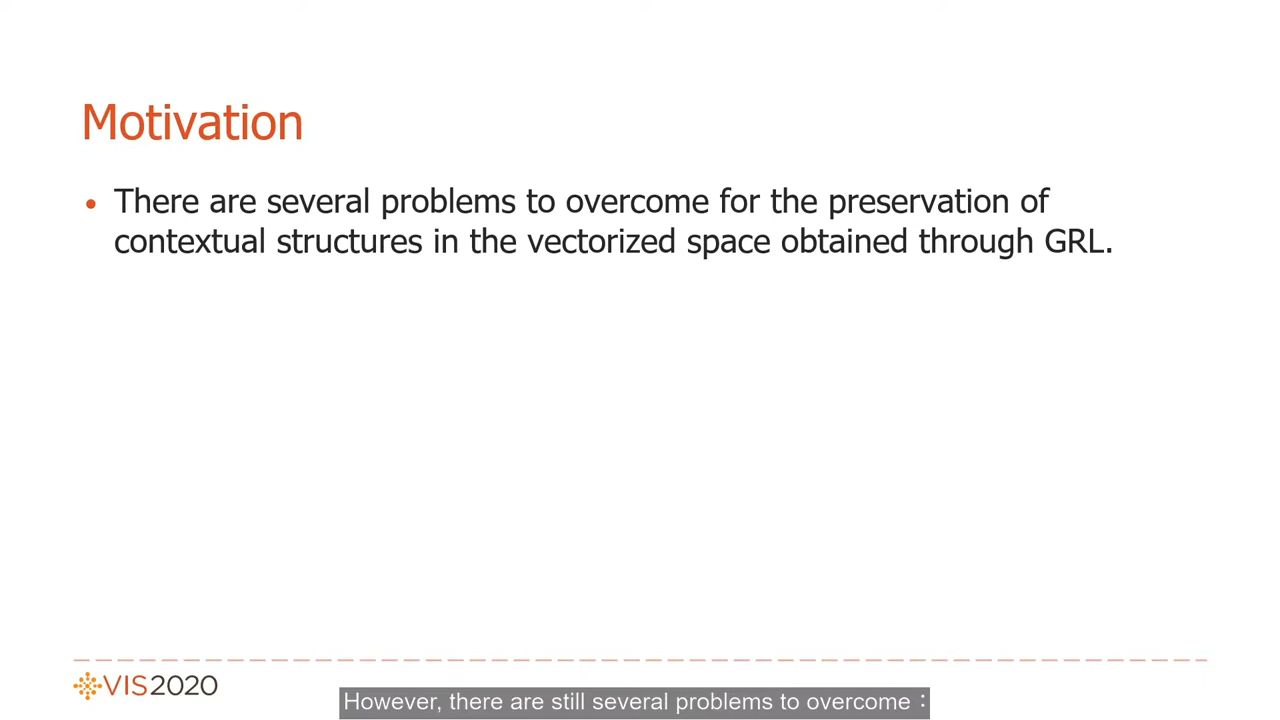 Motivation
• There are several problems to overcome for the preservation of
contextual structures in the vectorized space obtained through GRL.
VIS2020
However, there are still several problems to overcome：